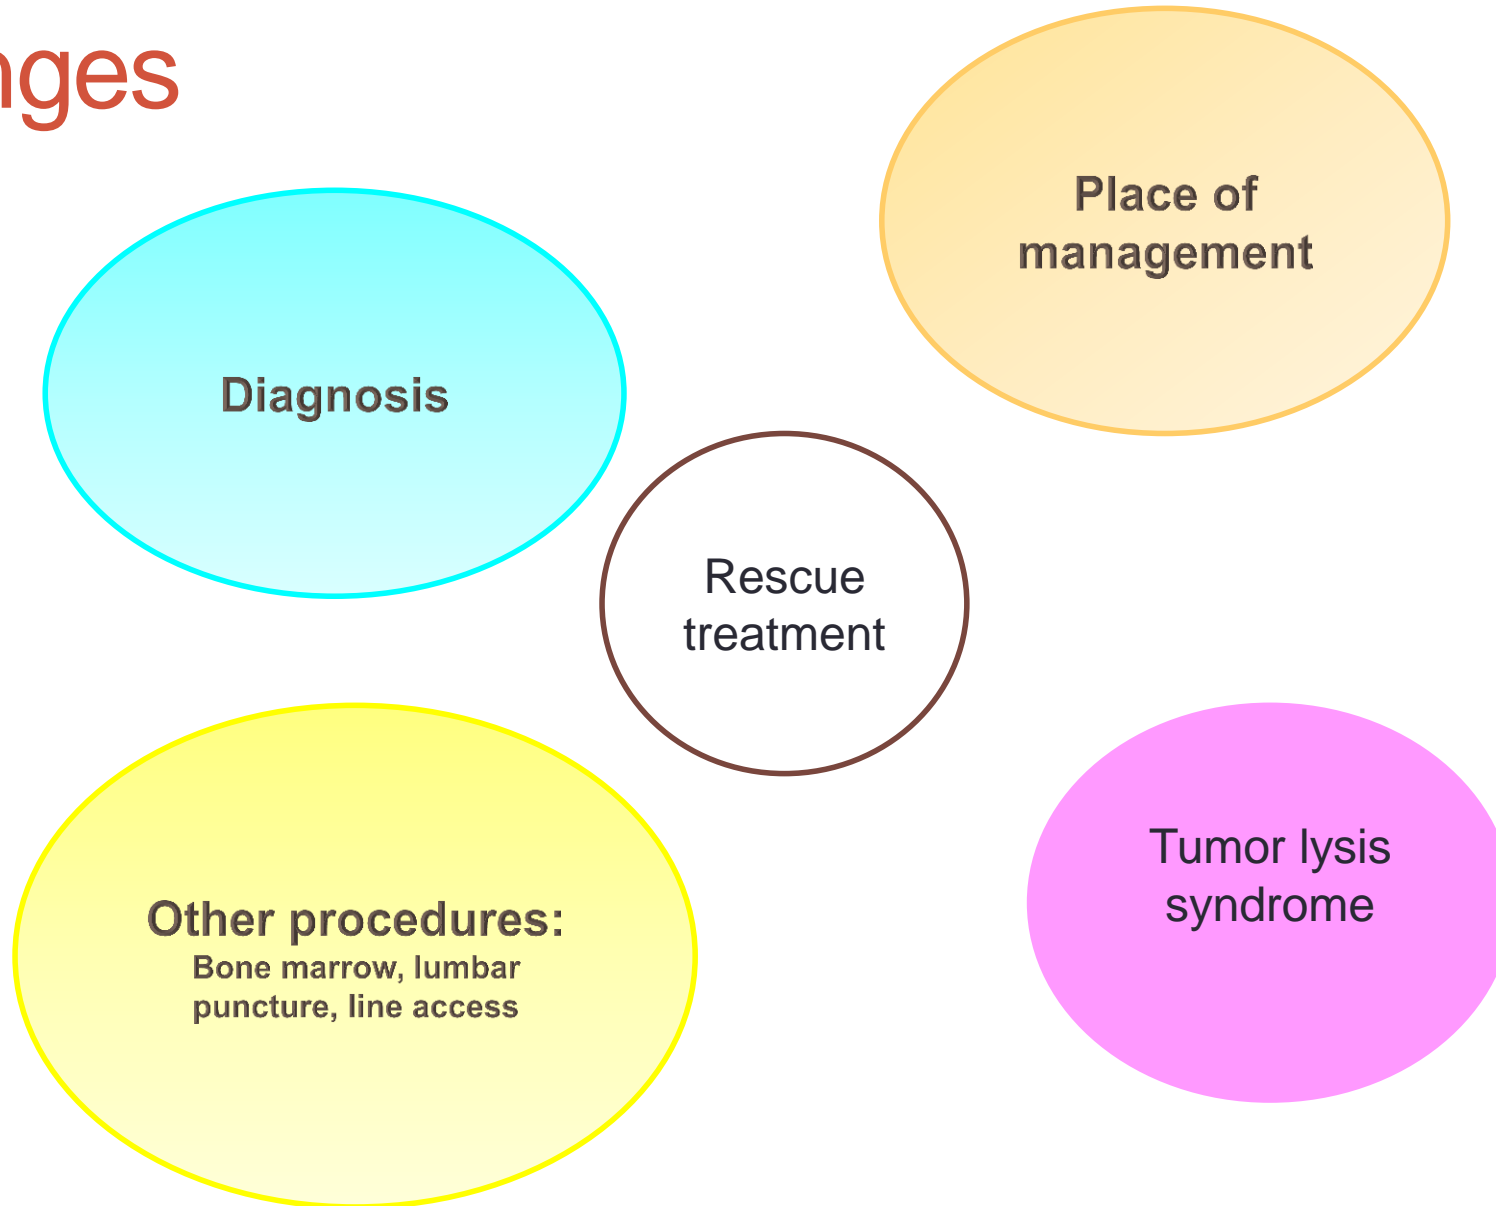 nges
Place of
management
Diagnosis
Rescue
treatment
Tumor lysis
syndrome
Other procedures:
Bone marrow, lumbar
puncture, line access